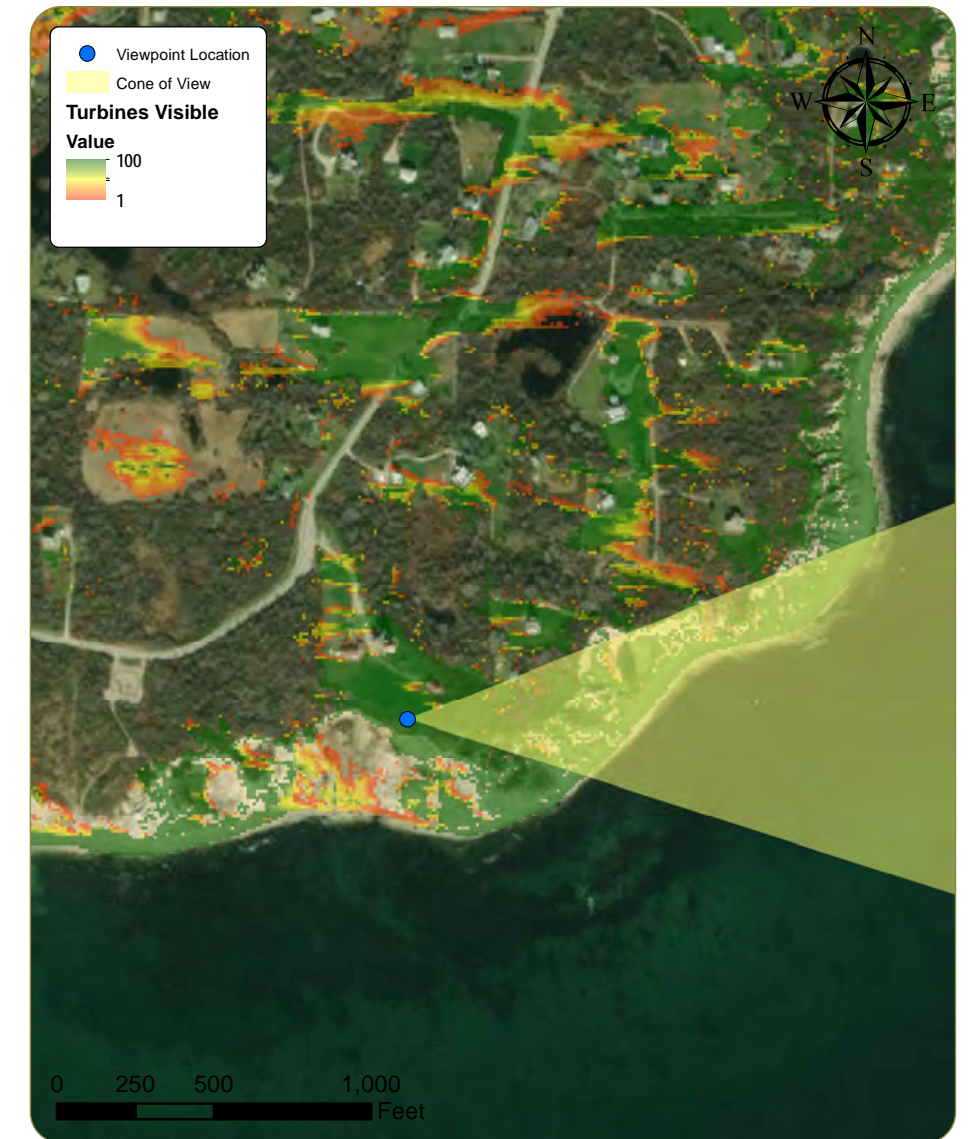 Viewpoint Location
Cone of View
Turbines Visible
Value
100
1
N
W E
S
0 250 500 1,000
Feet